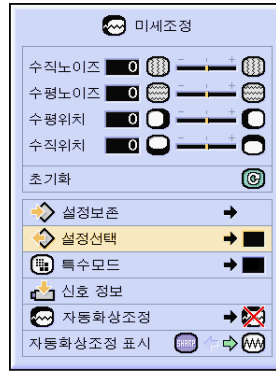 미세조정
수직노이즈 0 - +
수평노이즈 0 - +
수평위치 0 - +
수직위치 0 - +
초기화
설정보존
설정선택
특수모드
신호 정보
자동화상조정
자동화상조정 표시 SHARP